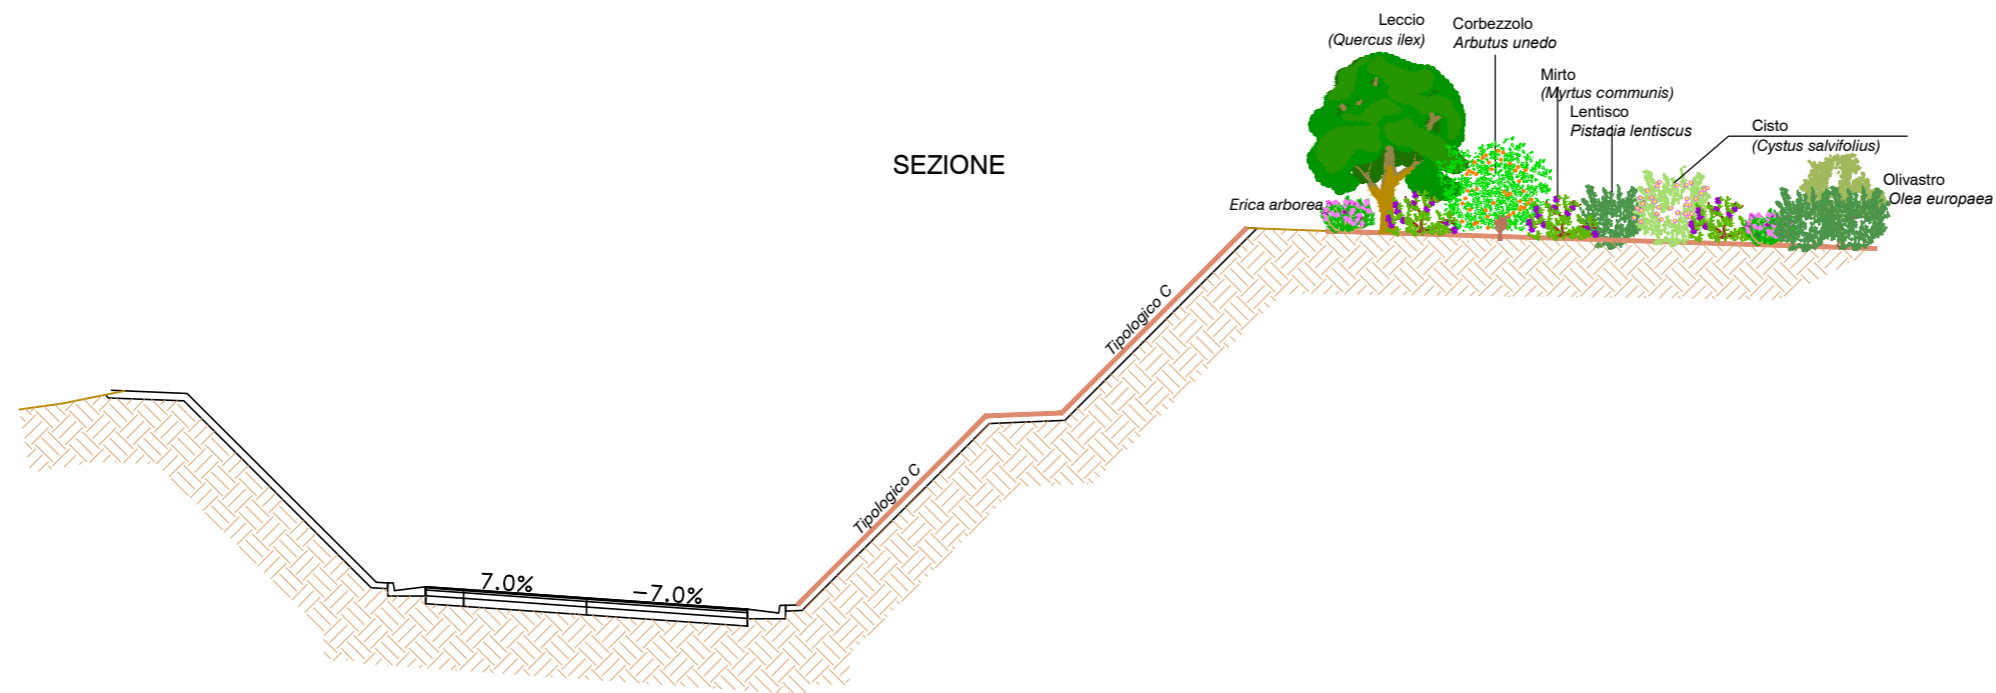 Leccio
(Quercus ilex)
Corbezzolo
Arbutus unedo
Mirto
(Myrtus communis)
Lentisco
Pistacia lentiscus
Cisto
(Cystus salvifolius)
SEZIONE
Olivastro
Olea europaea
Erica arborea
Tipologico C
Tipologico C
7.0%
−7.0%